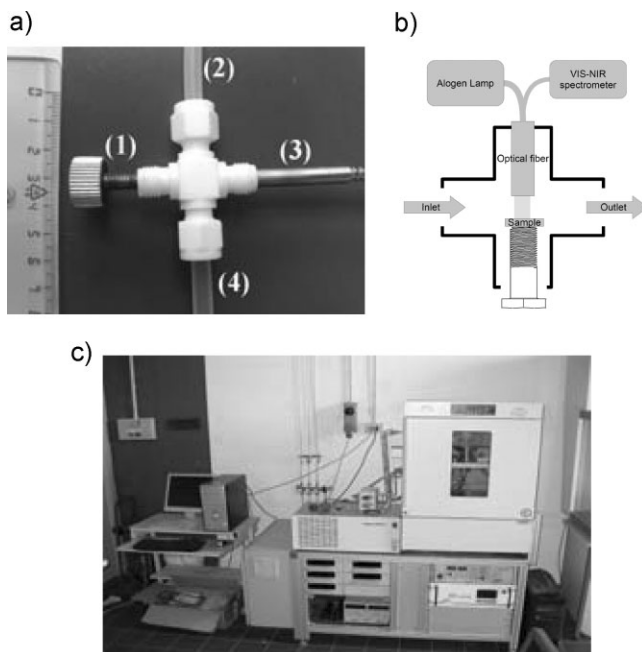 a)
(2)
(1)
(3)
(4)
b)
Alogen Lamp
VIS-NIR
spectrometer
Optical fiber
Inlet
Outlet
Sample
c)